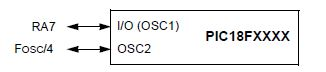 RA7 I/O (OSC1) PIC18FXXXX
Fosc/4 OSC2